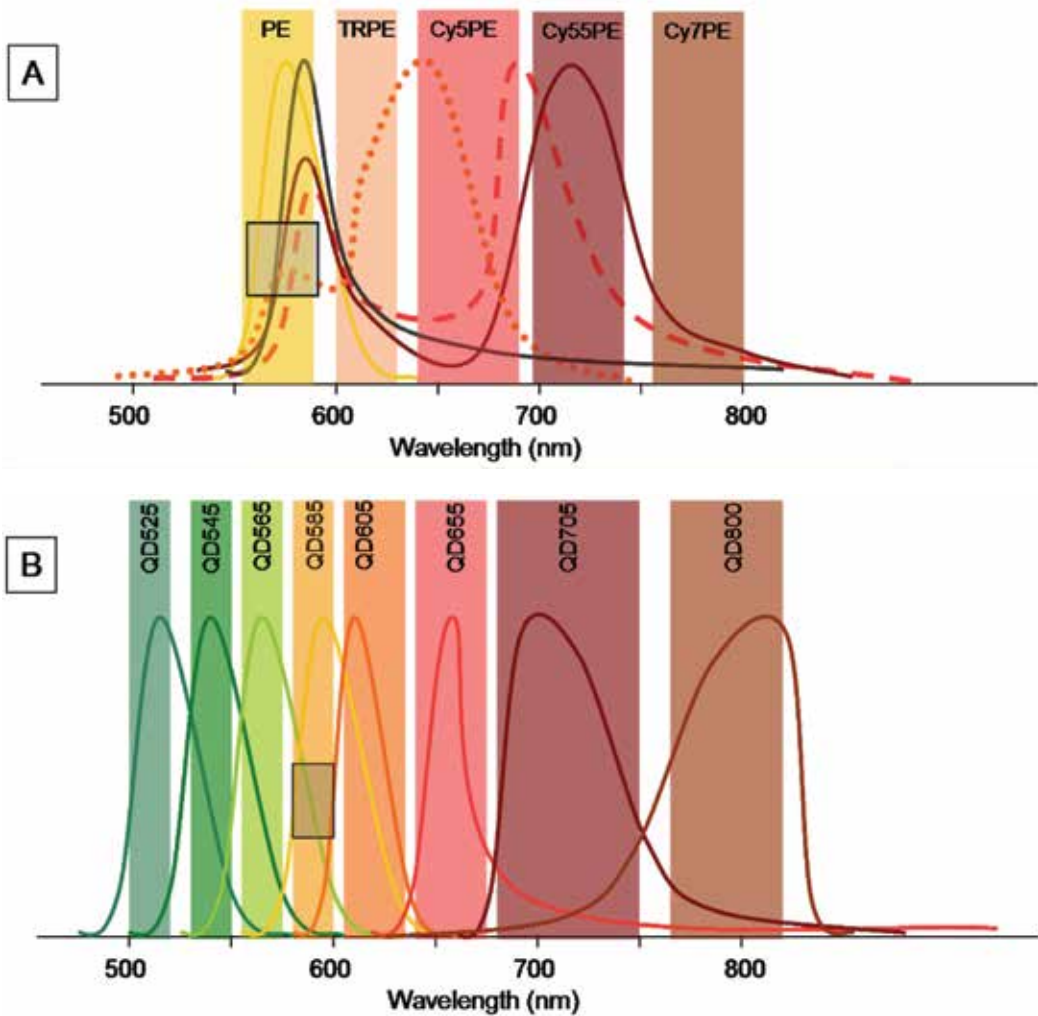 A
PE TRPE Cy5PE Cy55PE Cy7PE
500 600 700 800
Wavelength (nm)
B
QD525 QD545 QD565 QD585 QD605 QD655 QD705 QD800
500 600 700 800
Wavelength (nm)